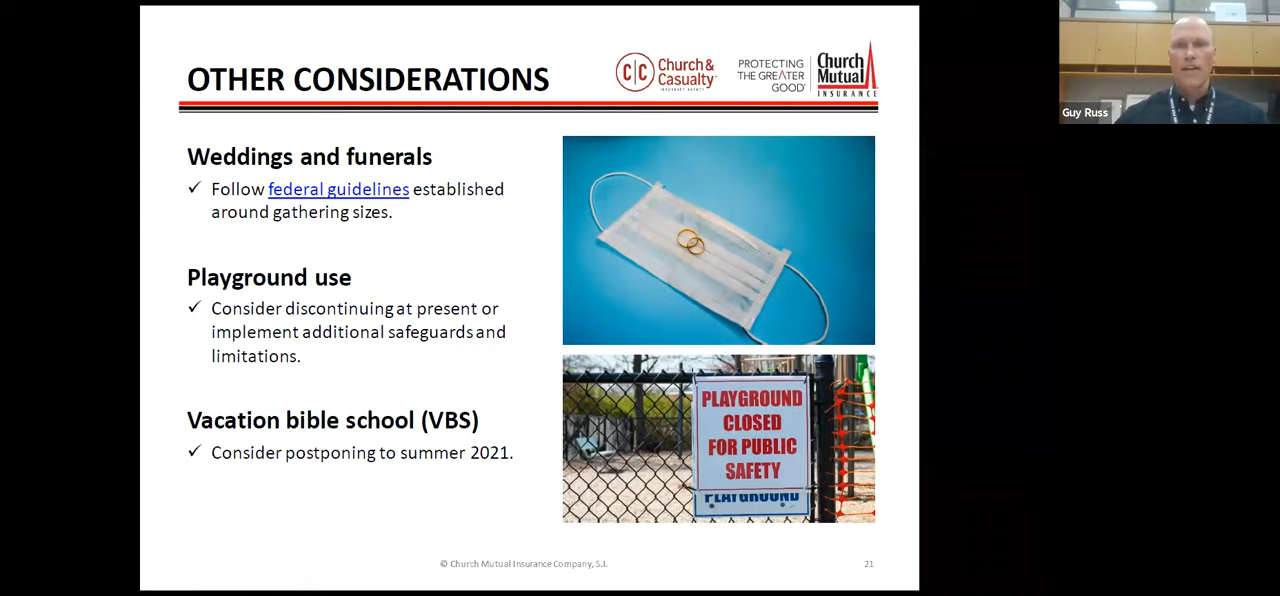 OTHER CONSIDERATIONS
C|C Church &
Casualty
INSURANCE AGENCY
PROTECTING
THE GREATER
GOOD
Church
Mutual
INSURANCE
Guy Russ
Weddings and funerals
✓ Follow federal guidelines established
around gathering sizes.
Playground use
✓ Consider discontinuing at present or
implement additional safeguards and
limitations.
Vacation bible school (VBS)
✓ Consider postponing to summer 2021.
PLAYGROUND
CLOSED
FOR PUBLIC
SAFETY
PLAYGROUND
© Church Mutual Insurance Company, S.I.
21